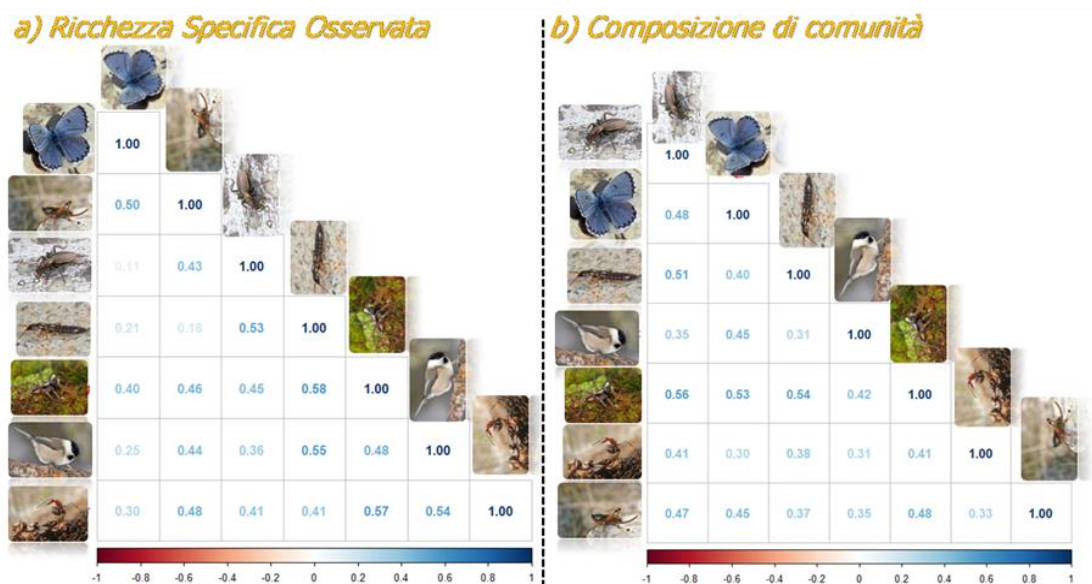 a) Ricchezza Specifica Osservata
1.00
0.50 1.00
0.11 0.43 1.00
0.21 0.18 0.53 1.00
0.40 0.46 0.45 0.58 1.00
0.25 0.44 0.36 0.55 0.48 1.00
0.30 0.48 0.41 0.41 0.57 0.54 1.00
-1 -0.8 -0.6 -0.4 -0.2 0 0.2 0.4 0.6 0.8 1
b) Composizione di comunità
1.00
0.48 1.00
0.51 0.40 1.00
0.35 0.45 0.31 1.00
0.56 0.53 0.54 0.42 1.00
0.41 0.30 0.38 0.31 0.41 1.00
0.47 0.45 0.37 0.35 0.48 0.33 1.00
-1 -0.8 -0.6 -0.4 -0.2 0 0.2 0.4 0.6 0.8 1